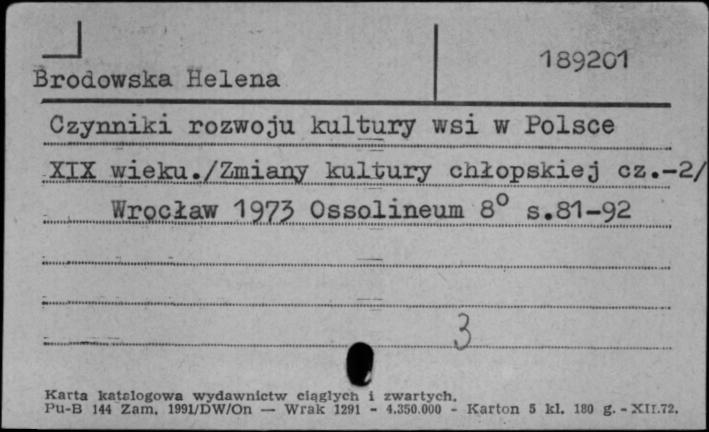 189201
Brodowska Helena
Czynniki rozwoju kultury wsi w Polsce
XIX wieku./Zmiany kultury chłopskiej cz.-2/
Wrocław 1973 Ossolineum 8° s.81-92
3
Karta katalogowa wydawnictw ciągłych i zwartych.
Pu-B 144 Zam. 1991/DW/On — Wrak 1291 - 4.350.000 - Karton 5 kl. 180 g. - XII.72.